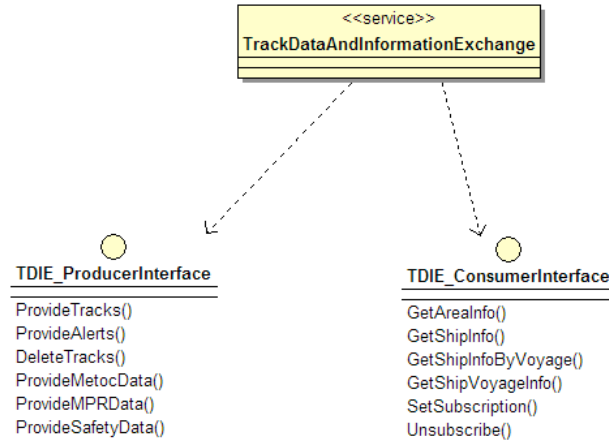 <<service>>
TrackDataAndInformationExchange
TDIE_ProducerInterface
ProvideTracks()
ProvideAlerts()
DeleteTracks()
ProvideMetocData()
ProvideMPRData()
ProvideSafetyData()
TDIE_ConsumerInterface
GetAreaInfo()
GetShipInfo()
GetShipInfoByVoyage()
GetShipVoyageInfo()
SetSubscription()
Unsubscribe()